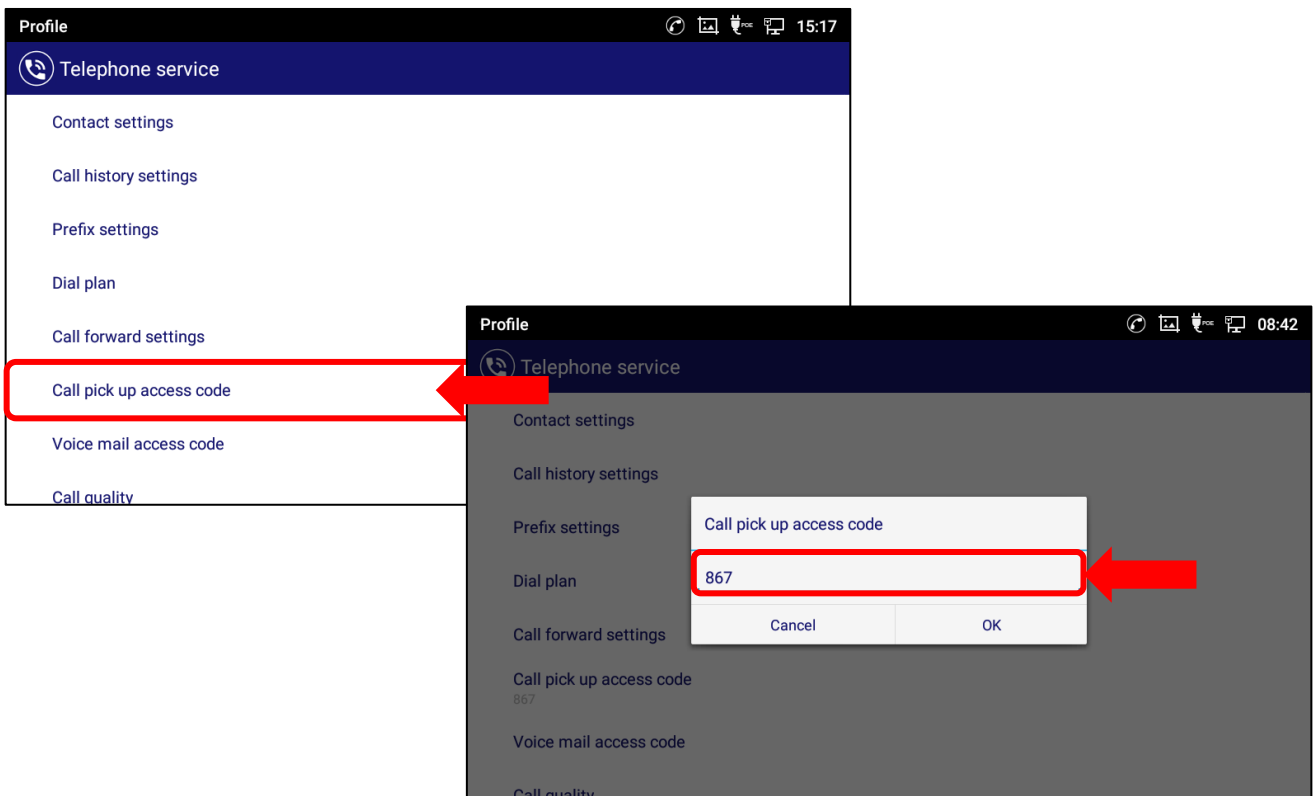 Profile
POE
15:17
Telephone service
Contact settings
Call history settings
Prefix settings
Dial plan
Call forward settings
Call pick up access code
Voice mail access code
Call quality
Profile
POE
08:42
Telephone service
Contact settings
Call history settings
Prefix settings
Dial plan
Call forward settings
Call pick up access code
867
Voice mail access code
Call quality
Call pick up access code
867
Cancel
OK